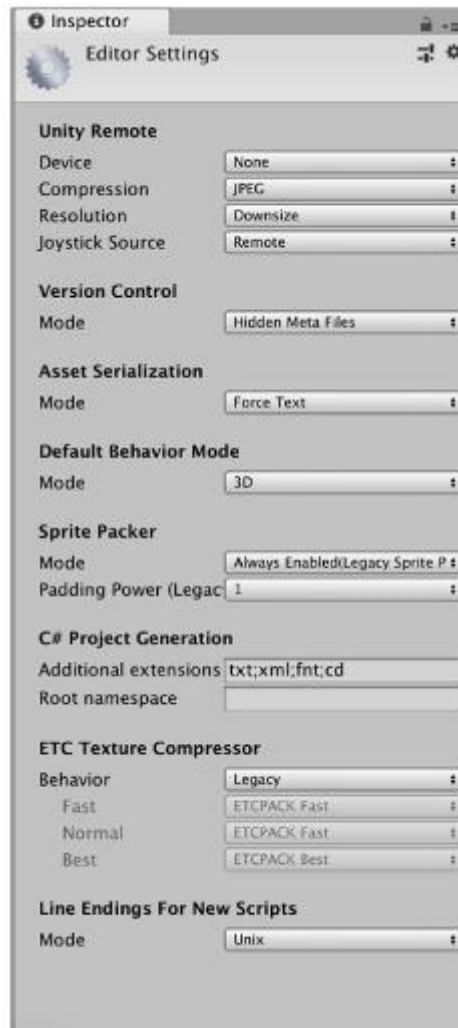 Inspector
Editor Settings
Unity Remote
Device None
Compression JPEG
Resolution Downsize
Joystick Source Remote
Version Control
Mode Hidden Meta Files
Asset Serialization
Mode Force Text
Default Behavior Mode
Mode 3D
Sprite Packer
Mode Always Enabled(Legacy Sprite P
Padding Power (Legac 1
C# Project Generation
Additional extensions txt;xml;fnt;cd
Root namespace
ETC Texture Compressor
Behavior Legacy
Fast ETCPACK Fast
Normal ETCPACK Fast
Best ETCPACK Best
Line Endings For New Scripts
Mode Unix